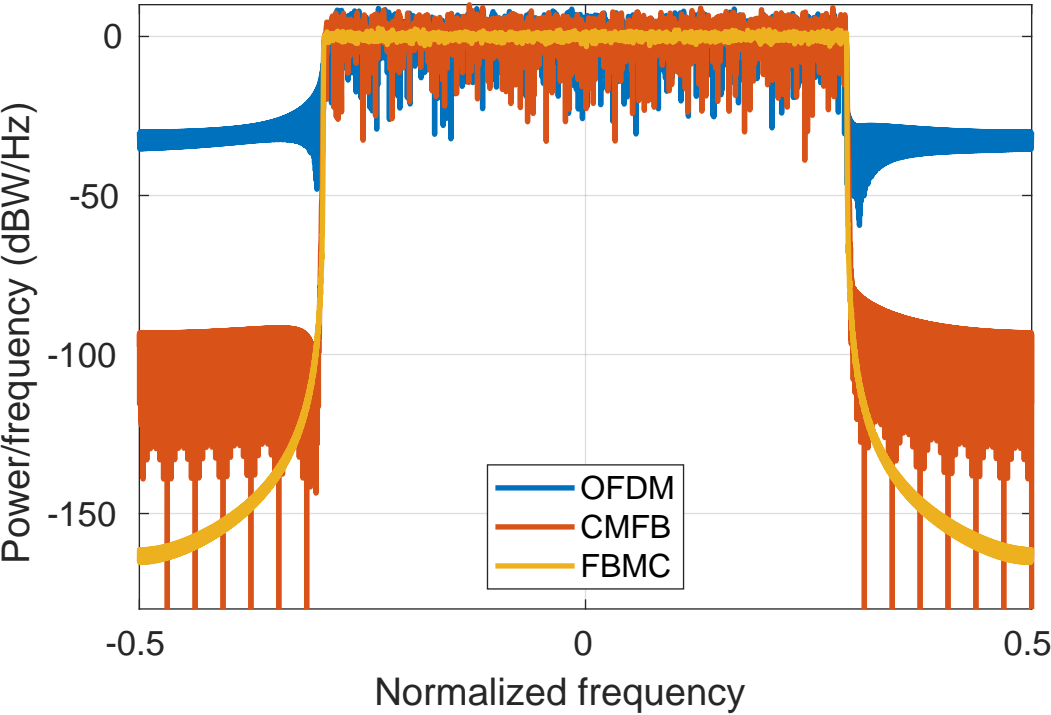 0
-50
-100
-150
Power/frequency (dBW/Hz)
OFDM
CMFB
FBMC
-0.5
0
0.5
Normalized frequency